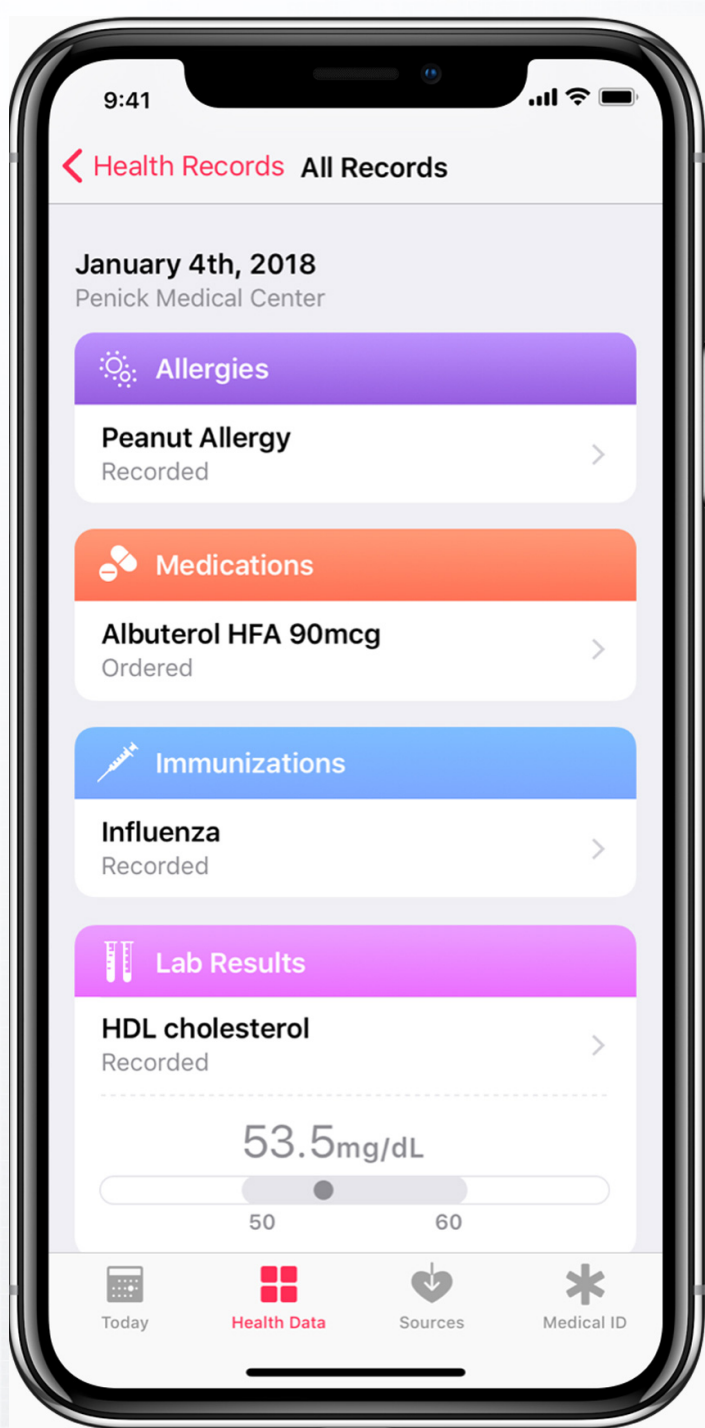 9:41
Health Records All Records
January 4th, 2018
Penick Medical Center
Allergies
Peanut Allergy
Recorded
Medications
Albuterol HFA 90mcg
Ordered
Immunizations
Influenza
Recorded
Lab Results
HDL cholesterol
Recorded
53.5mg/dL
50 60
Today Health Data Sources Medical ID